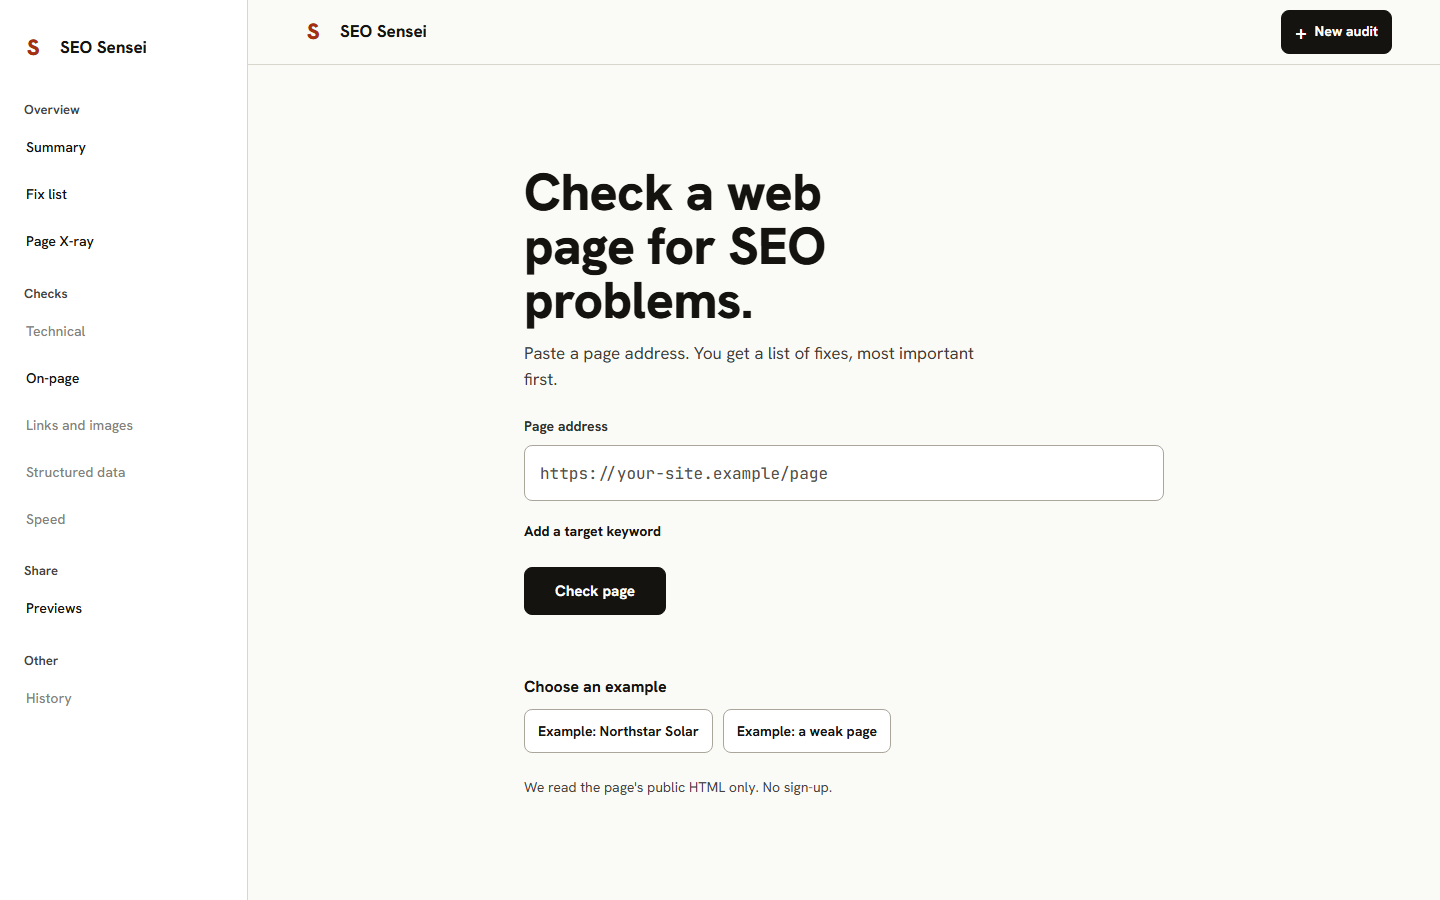 SEO Sensei
Overview
Summary
Fix list
Page X-ray
Checks
Technical
On-page
Links and images
Structured data
Speed
Share
Previews
Other
History
SEO Sensei
+ New audit
Check a web
page for SEO
problems.
Paste a page address. You get a list of fixes, most important
first.
Page address
https://your-site.example/page
Add a target keyword
Check page
Choose an example
Example: Northstar Solar
Example: a weak page
We read the page's public HTML only. No sign-up.